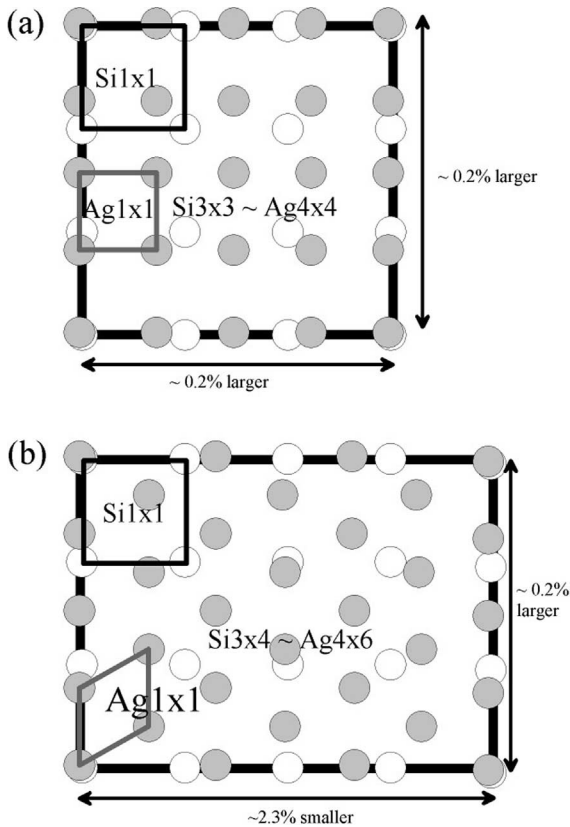 (a)
Si1x1
~ 0.2% larger
Ag1x1
Si3x3 ~ Ag4x4
~ 0.2% larger
(b)
Si1x1
~ 0.2%
larger
Si3x4 ~ Ag4x6
Ag1x1
~2.3% smaller